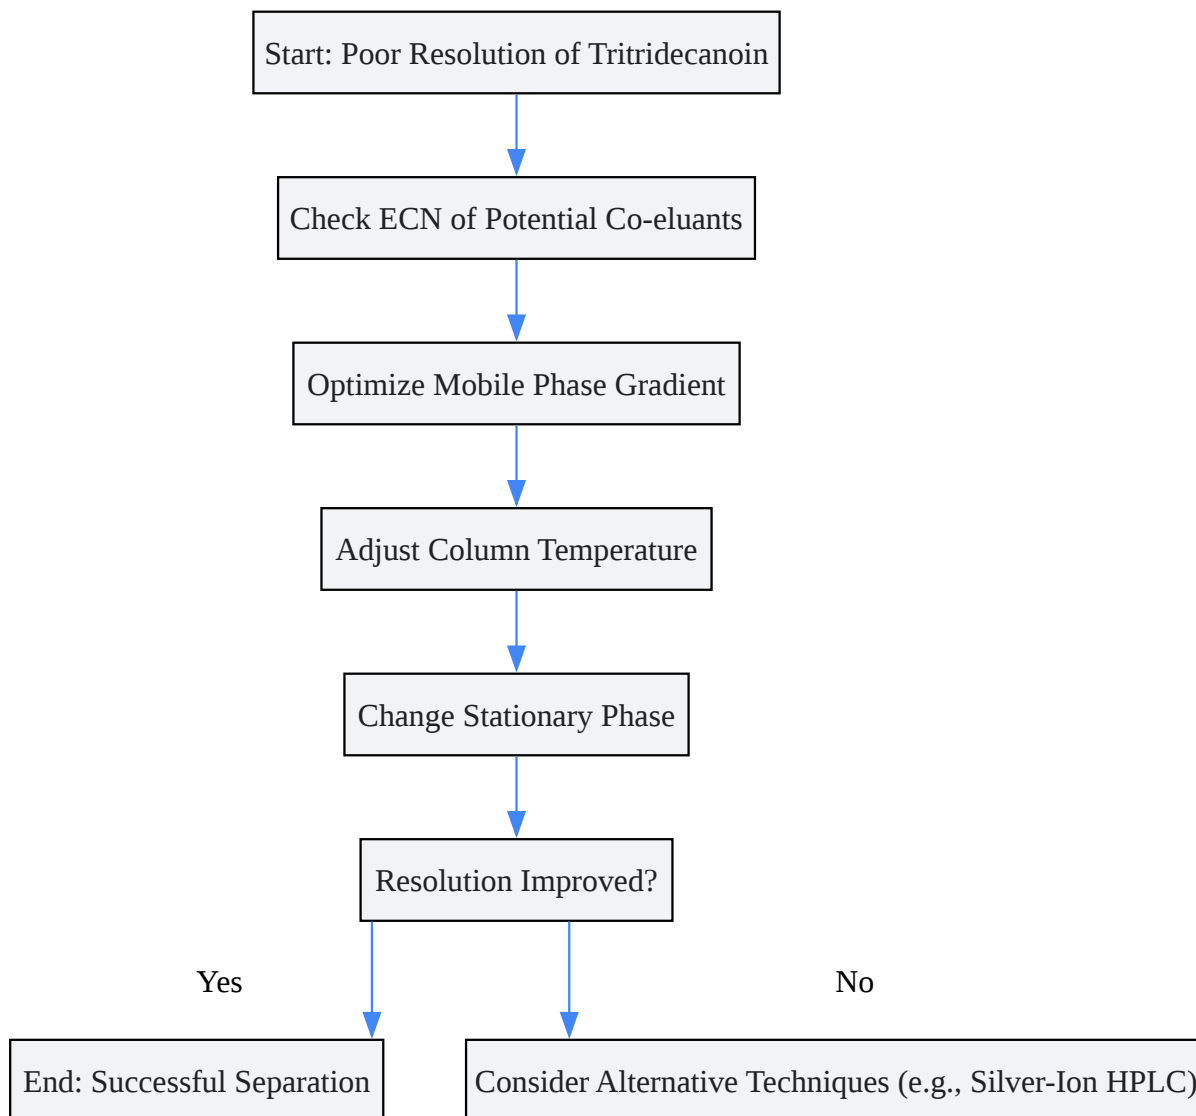 Start: Poor Resolution of Tritridecanoin
Check ECN of Potential Co-eluants
Optimize Mobile Phase Gradient
Adjust Column Temperature
Change Stationary Phase
Resolution Improved?
Yes
No
End: Successful Separation
Consider Alternative Techniques (e.g., Silver-Ion HPLC)